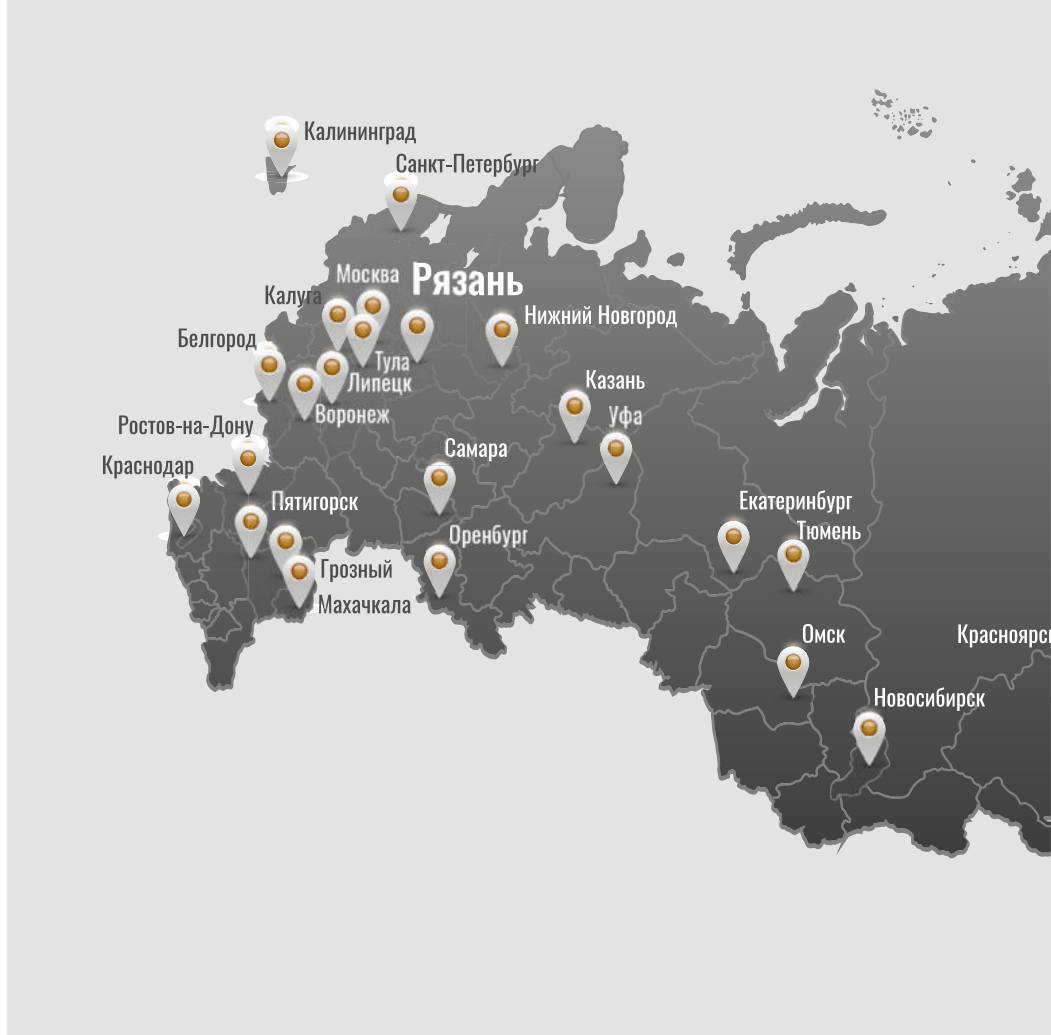 Калининград
Санкт-Петербург
Москва
Рязань
Калуга
Нижний Новгород
Белгород
Тула
Липецк
Казань
Воронеж
Уфа
Ростов-на-Дону
Самара
Краснодар
Пятигорск
Екатеринбург
Тюмень
Оренбург
Грозный
Махачкала
Омск
Красноярс
Новосибирск